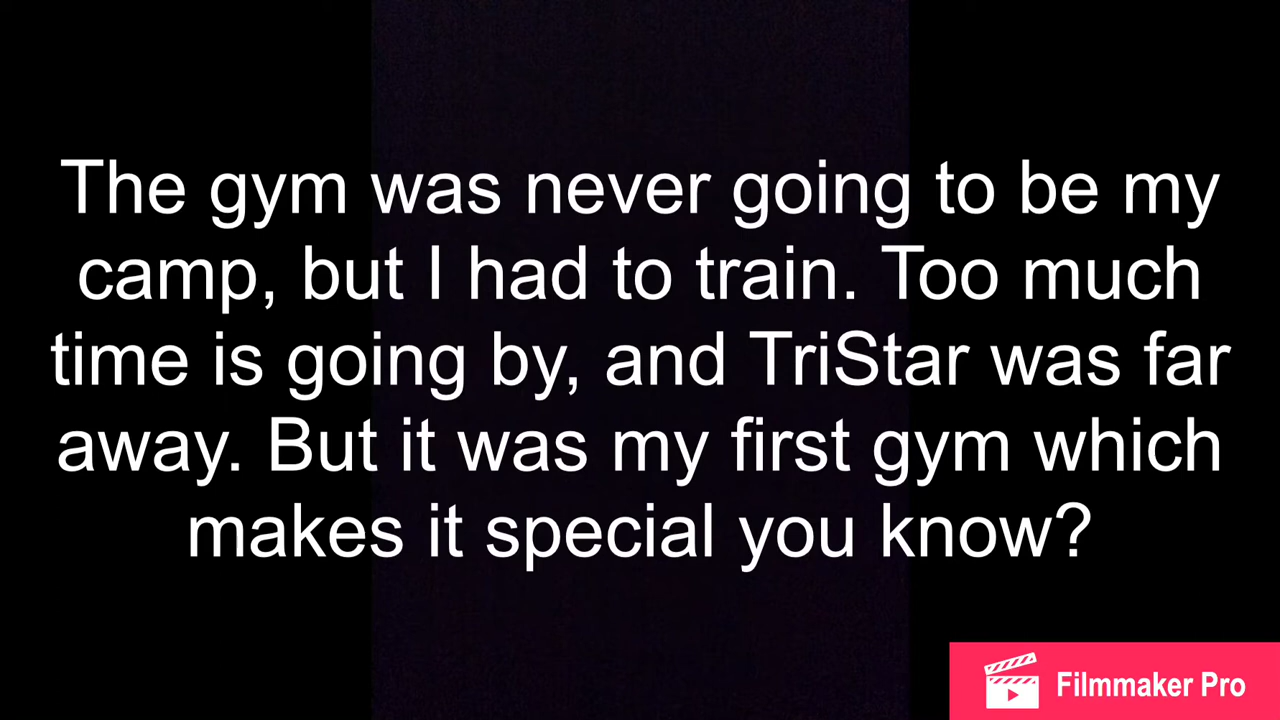 The gym was never going to be my
camp, but I had to train. Too much
time is going by, and TriStar was far
away. But it was my first gym which
makes it special you know?
Filmmaker Pro